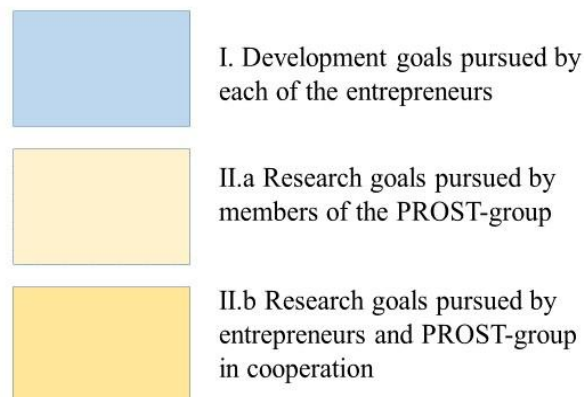 I. Development goals pursued by
each of the entrepreneurs
II.a Research goals pursued by
members of the PROST-group
II.b Research goals pursued by
entrepreneurs and PROST-group
in cooperation